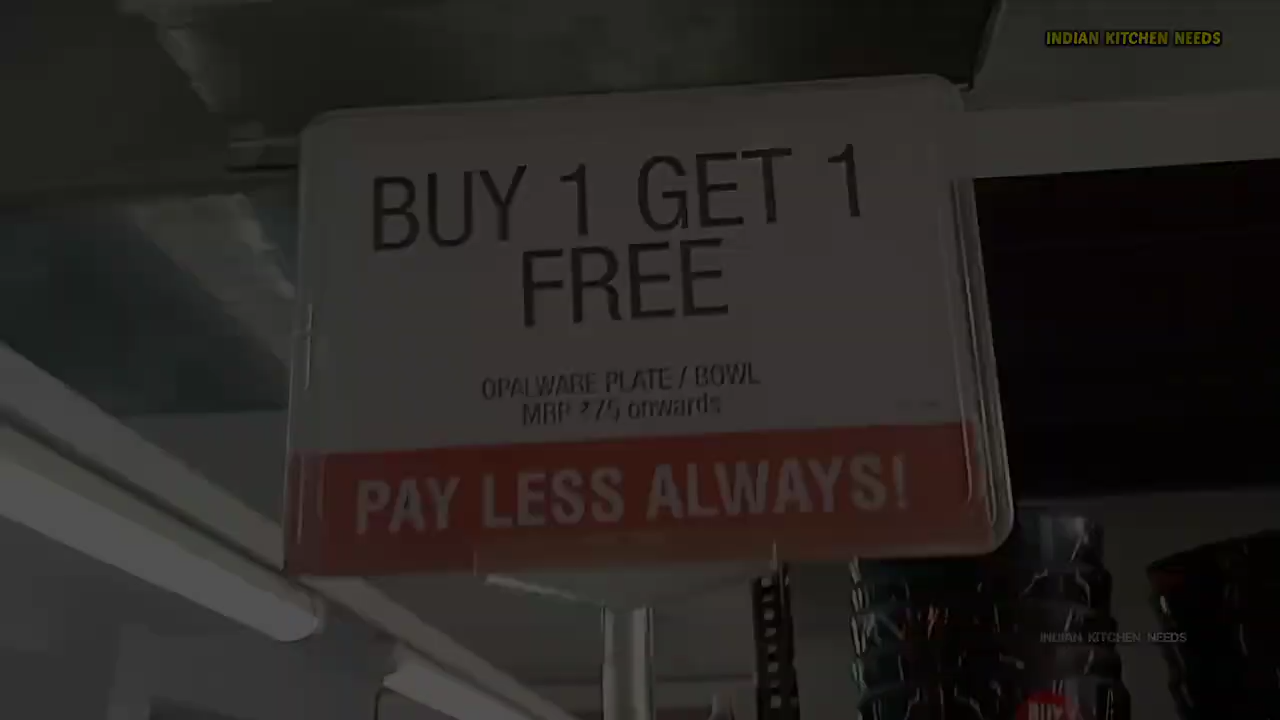 INDIAN KITCHEN NEEDS
BUY 1 GET 1
FREE
OPALWARE PLATE / BOWL
MRP ₹75 onwards
PAY LESS ALWAYS!
INDIAN KITCHEN NEEDS
BUY